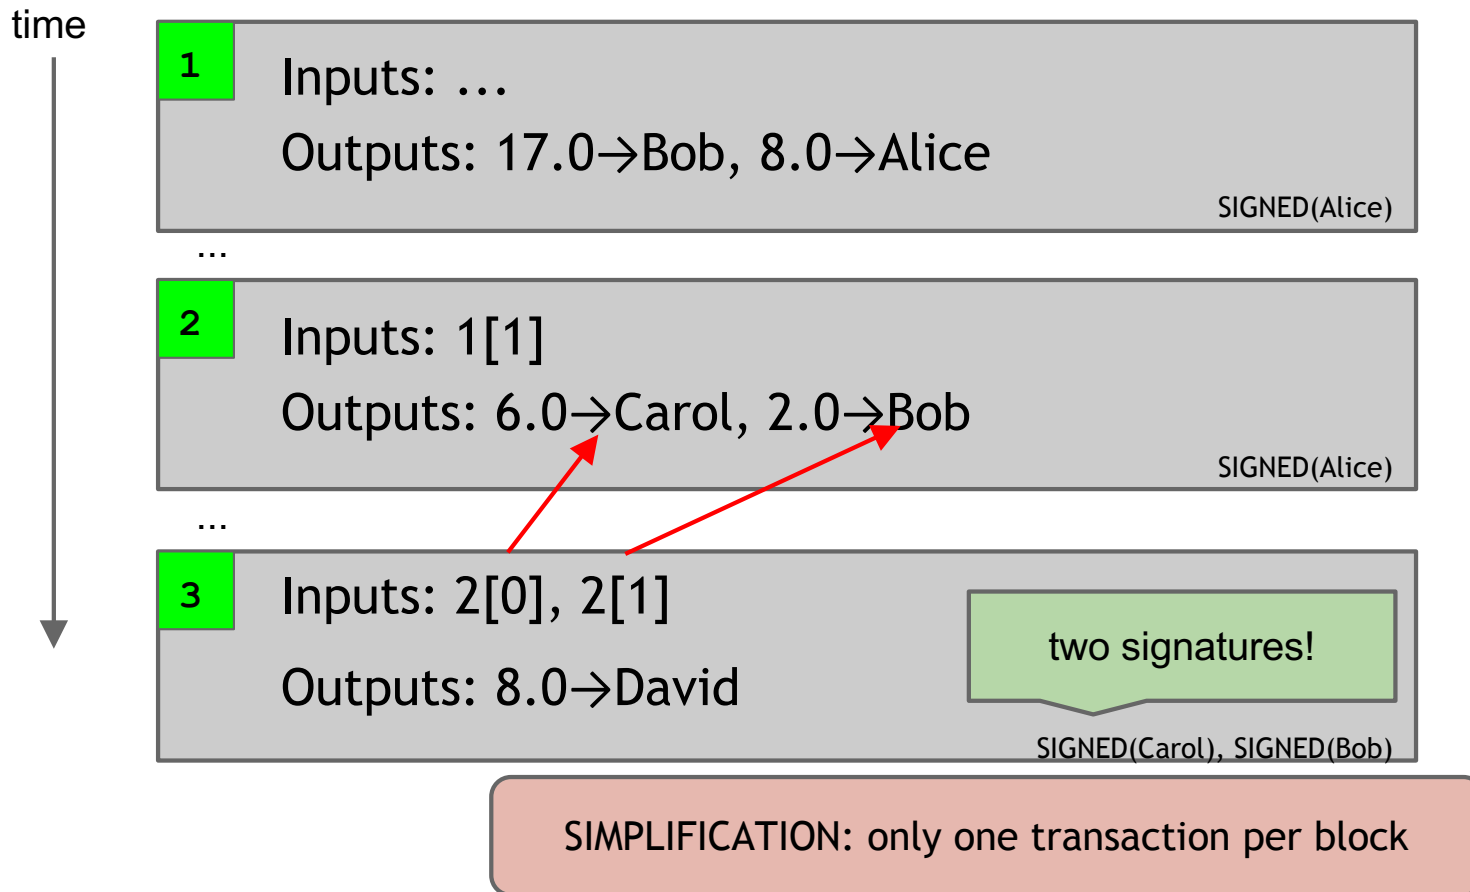 time
1
Inputs: ...
Outputs: 17.0→Bob, 8.0→Alice
SIGNED(Alice)
...
2
Inputs: 1[1]
Outputs: 6.0→Carol, 2.0→Bob
SIGNED(Alice)
...
3
Inputs: 2[0], 2[1]
two signatures!
Outputs: 8.0→David
SIGNED(Carol), SIGNED(Bob)
SIMPLIFICATION: only one transaction per block